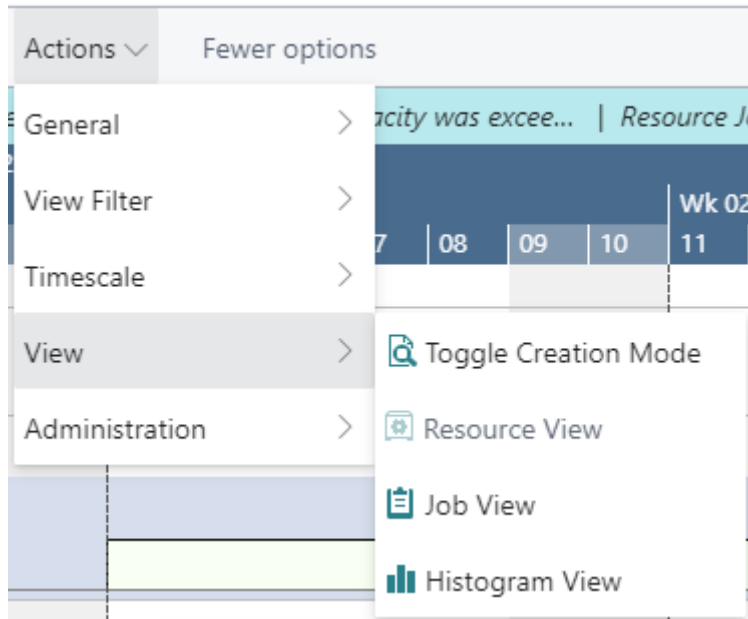 Actions Fewer options
acity was excee... | Resource J
General
View Filter
Wk 02
7 08 09 10 11
Timescale
View
Toggle Creation Mode
Administration
Resource View
Job View
Histogram View